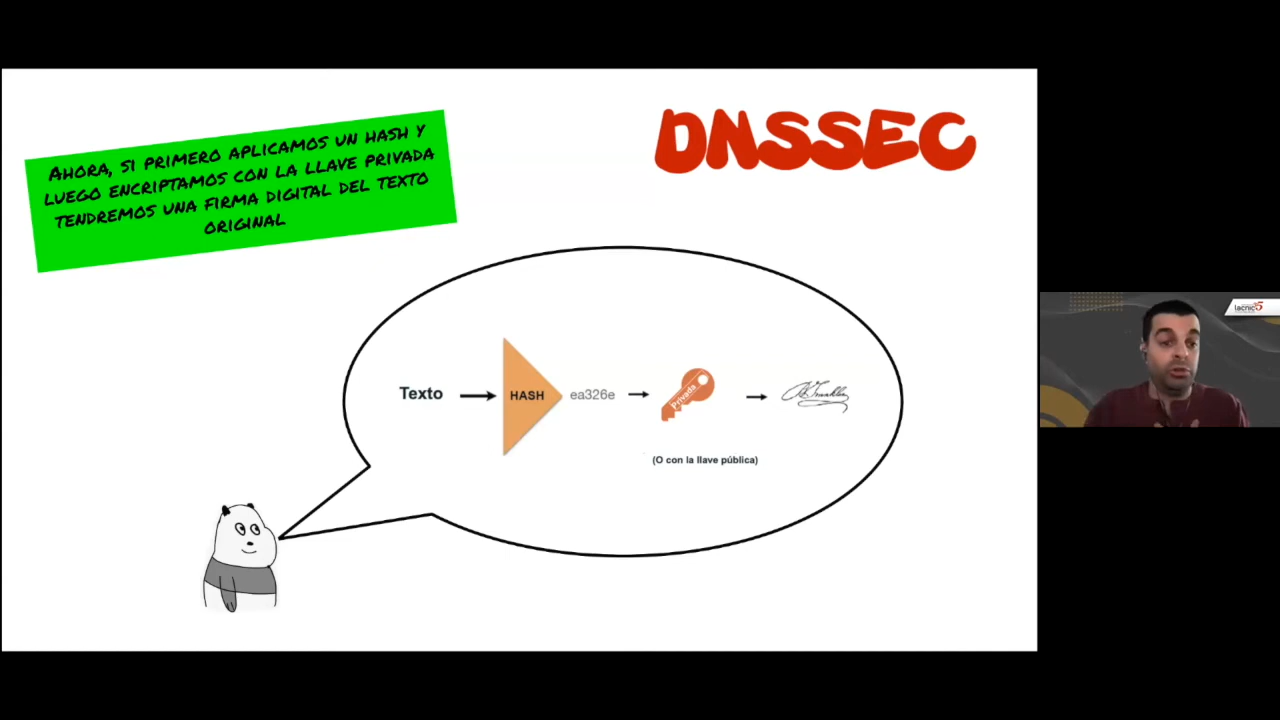 DNSSEC
AHORA, SI PRIMERO APLICAMOS UN HASH Y
LUEGO ENCRIPTAMOS CON LA LLAVE PRIVADA
TENDREMOS UNA FIRMA DIGITAL DEL TEXTO
ORIGINAL
Texto
HASH
ea326e
Privada
(O con la llave pública)
lacnic